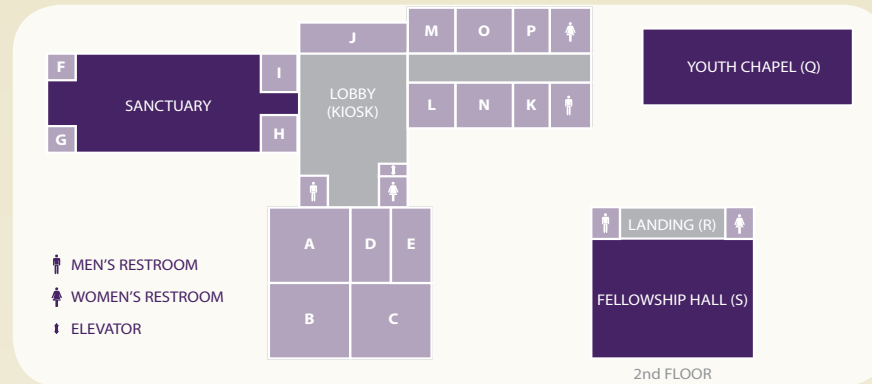 J
M
O
P
F
I
SANCTUARY
LOBBY
(KIOSK)
YOUTH CHAPEL (Q)
L
N
K
G
H
A
D
E
LANDING (R)
MEN'S RESTROOM
WOMEN'S RESTROOM
ELEVATOR
B
C
FELLOWSHIP HALL (S)
2nd FLOOR